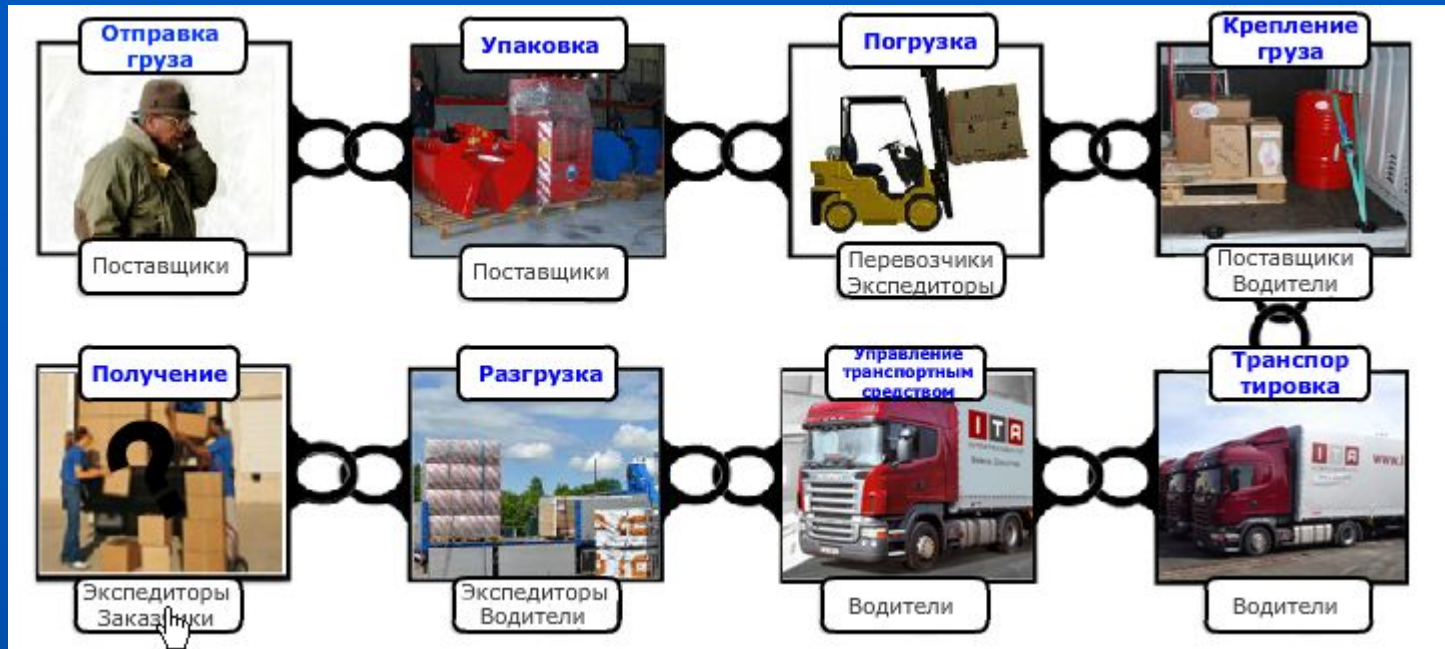 Отправка
груза
Упаковка
Погрузка
Крепление
груза
Поставщики
Поставщики
Перевозчики
Экспедиторы
Поставщики
Водители
Получение
Разгрузка
Управление
транспортным
средством
Транспор
тировка
?
ITA
ITA
www.
Экспедиторы
Заказчики
Экспедиторы
Водители
Водители
Водители